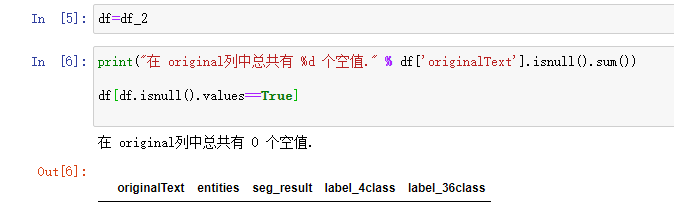 In [5]: df=df_2
In [6]: print("在 original列中总共有 %d 个空值." % df['originalText'].isnull().sum())
df[df.isnull().values==True]
在 original列中总共有 0 个空值.
Out[6]:
originalText entities seg_result label_4class label_36class